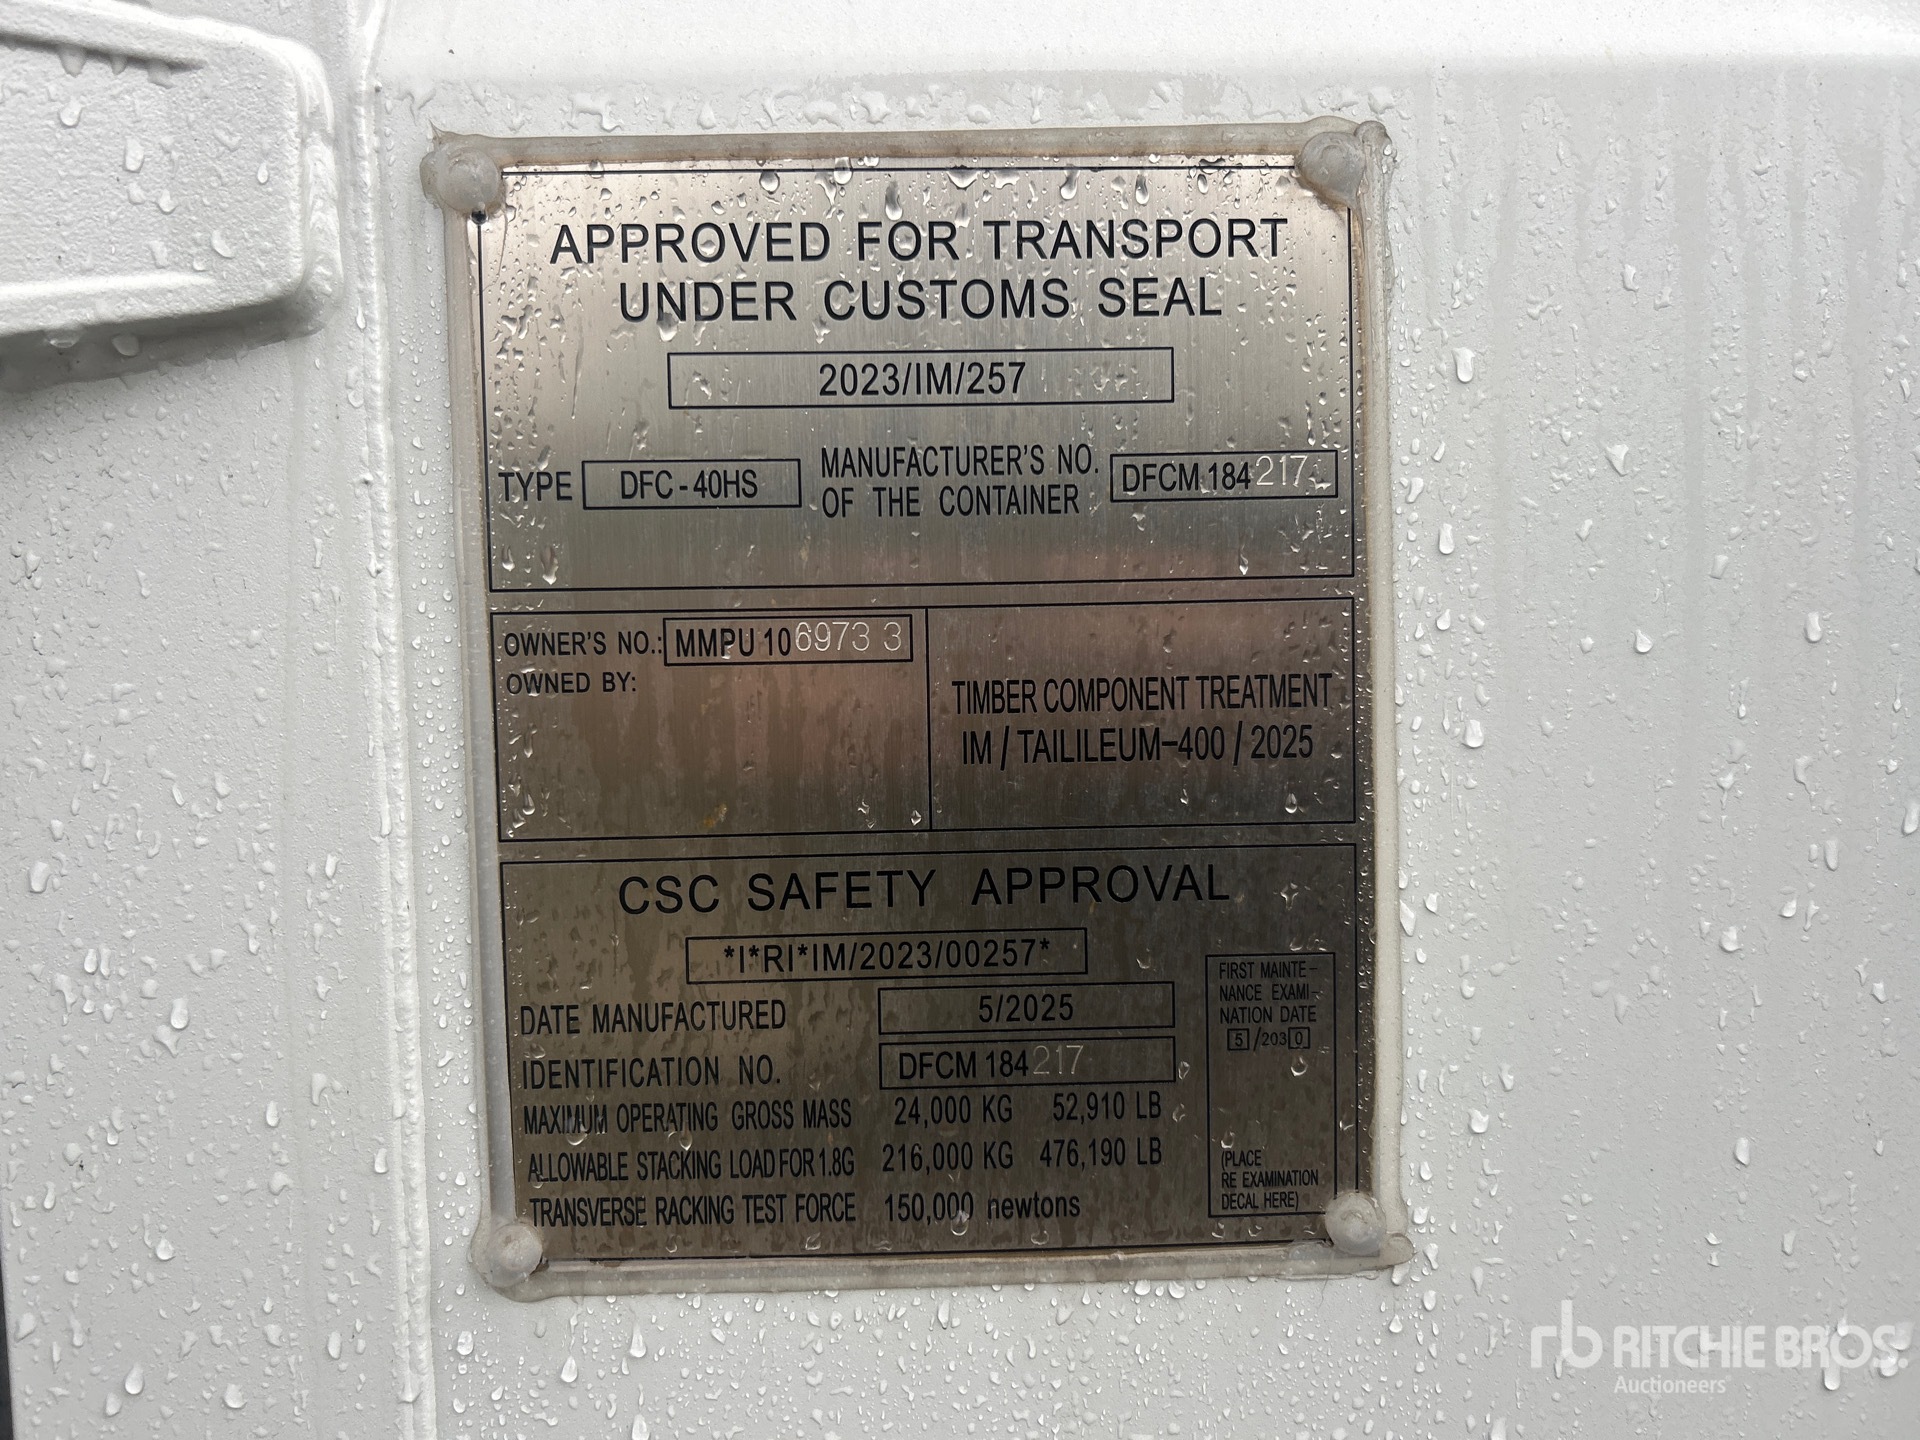 APPROVED FOR TRANSPORT
UNDER CUSTOMS SEAL
2023/IM/257
TYPE DFC-40HS MANUFACTURER'S NO. OF THE CONTAINER DFCM 184217
OWNER'S NO.: MMPU 106973 3
OWNED BY:
TIMBER COMPONENT TREATMENT
IM / TAILILEUM-400 / 2025
CSC SAFETY APPROVAL
*I*RI*IM/2023/00257*
DATE MANUFACTURED 5/2025
IDENTIFICATION NO. DFCM 184217
MAXIMUM OPERATING GROSS MASS 24,000 KG 52,910 LB
ALLOWABLE STACKING LOAD FOR 1.8G 216,000 KG 476,190 LB
TRANSVERSE RACKING TEST FORCE 150,000 newtons
FIRST MAINTE-
NANCE EXAMI-
NATION DATE
5/2030
(PLACE
RE EXAMINATION
DECAL HERE)
rb RITCHIE BROS.
Auctioneers